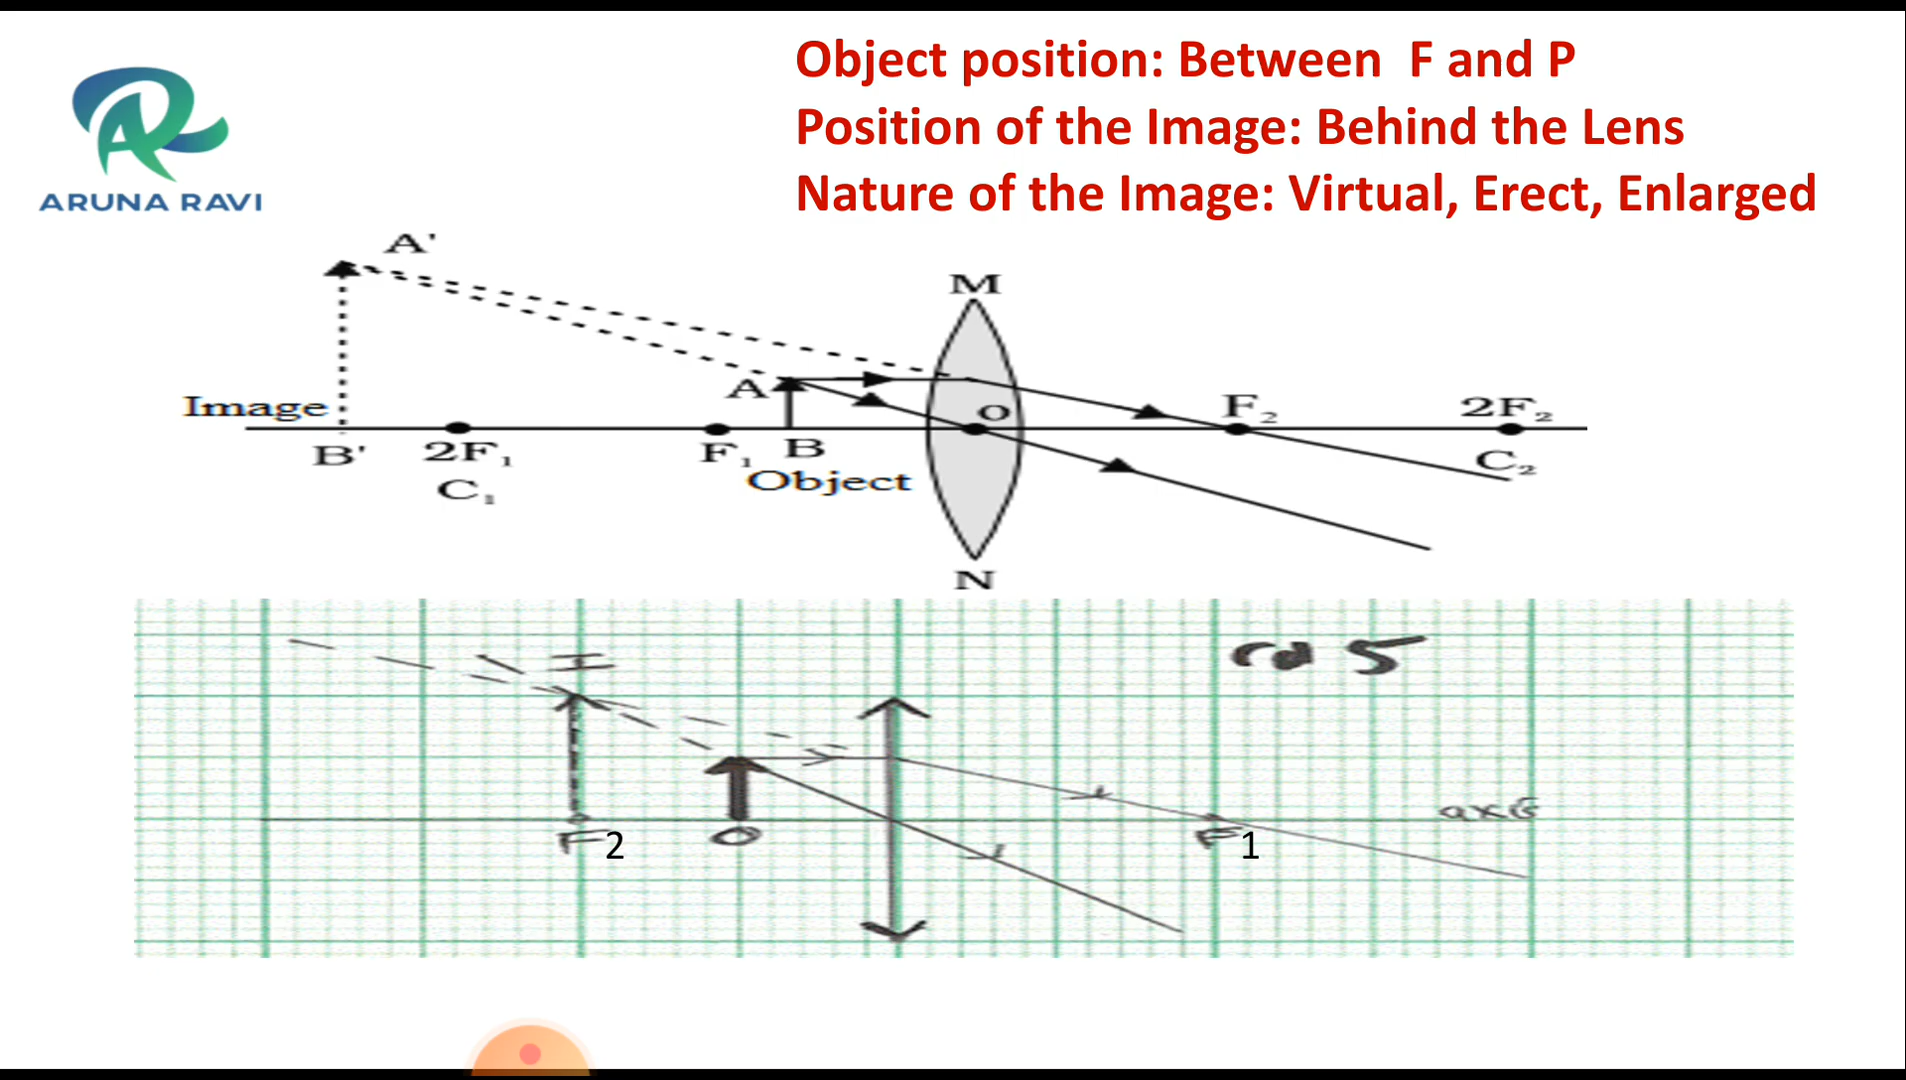 Object position: Between F and P
Position of the Image: Behind the Lens
Nature of the Image: Virtual, Erect, Enlarged
ARUNA RAVI
A'
M
A
O
F₂
2F₂
Image
B'
2F₁
F₁
B
C₂
C₁
Object
N
I
5
axis
F2
O
F1